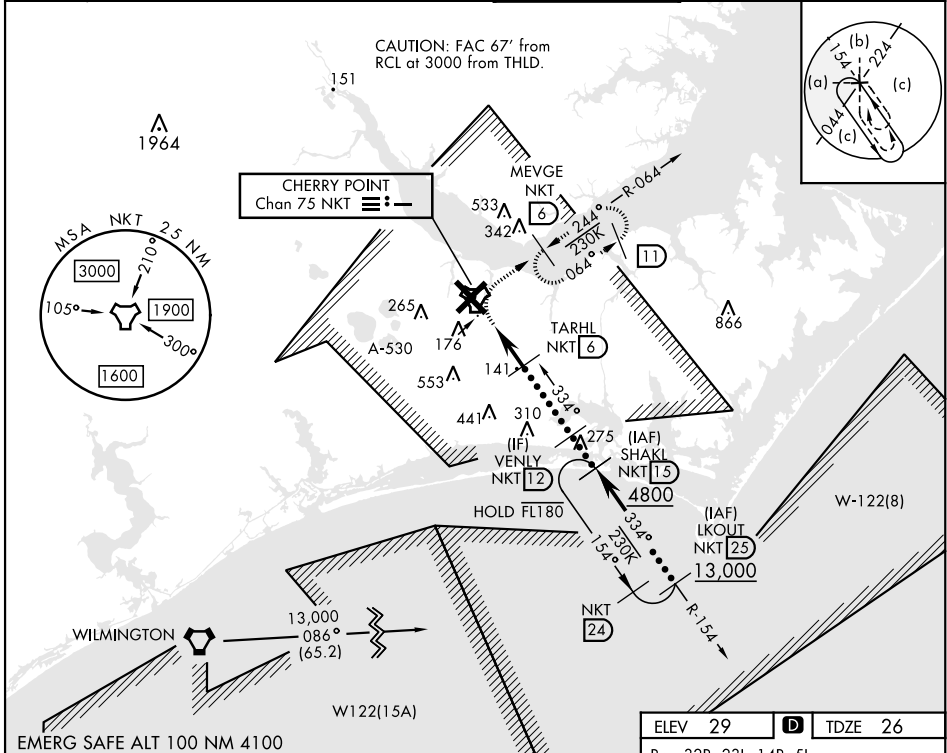 CAUTION: FAC 67' from
RCL at 3000 from THLD.
151
1964
154
(b)
224
(a)
(c)
044
(c)
CHERRY POINT
Chan 75 NKT
MEVGE
NKT 6
R-064
533
342
244°
230K
064°
11
MSA NKT 25 NM
210°
3000
105°
1900
300°
1600
265
A-530
176
553
141
TARHL
NKT 6
866
334°
441
310
275
(IF)
VENLY
NKT 12
(IAF)
SHAKL
NKT 15
4800
HOLD FL180
334°
230K
154°
W-122(8)
(IAF)
LKOUT
NKT 25
13,000
NKT
24
R-154
WILMINGTON
13,000
086°
(65.2)
W122(15A)
EMERG SAFE ALT 100 NM 4100
ELEV 29 D TDZE 26